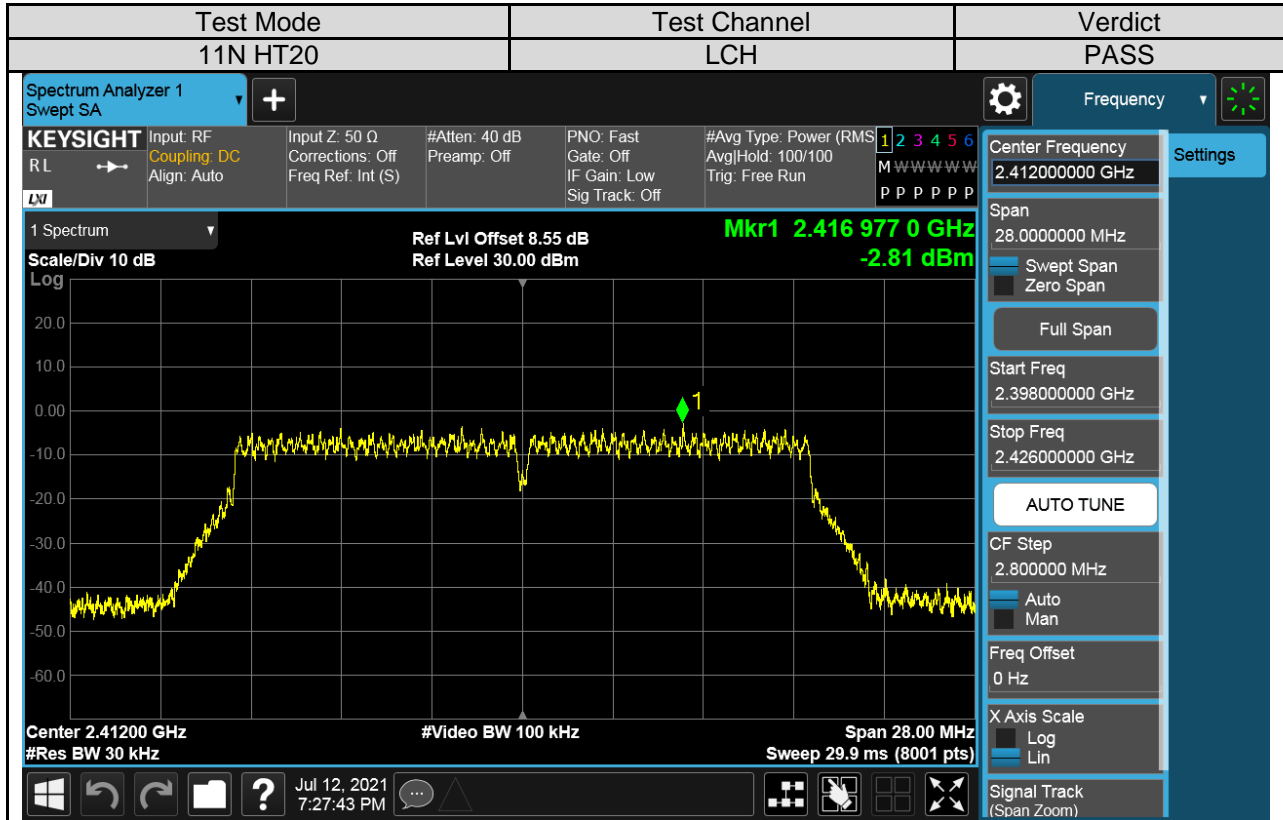 Test Mode Test Channel Verdict
11N HT20 LCH PASS
Spectrum Analyzer 1
Swept SA
+
Frequency
KEYSIGHT
R L
LXI
Input: RF
Coupling: DC
Align: Auto
Input Z: 50 Ω
Corrections: Off
Freq Ref: Int (S)
#Atten: 40 dB
Preamp: Off
PNO: Fast
Gate: Off
IF Gain: Low
Sig Track: Off
#Avg Type: Power (RMS
Avg|Hold: 100/100
Trig: Free Run
1 2 3 4 5 6
M W W W W W
P P P P P P
1 Spectrum
Scale/Div 10 dB
Log
Ref Lvl Offset 8.55 dB
Ref Level 30.00 dBm
Mkr1 2.416 977 0 GHz
-2.81 dBm
20.0
10.0
0.00
-10.0
-20.0
-30.0
-40.0
-50.0
-60.0
1
Center 2.41200 GHz
#Video BW 100 kHz
Span 28.00 MHz
#Res BW 30 kHz
Sweep 29.9 ms (8001 pts)
Center Frequency
2.412000000 GHz
Settings
Span
28.0000000 MHz
Swept Span
Zero Span
Full Span
Start Freq
2.398000000 GHz
Stop Freq
2.426000000 GHz
AUTO TUNE
CF Step
2.800000 MHz
Auto
Man
Freq Offset
0 Hz
X Axis Scale
Log
Lin
Signal Track
(Span Zoom)
?
Jul 12, 2021
7:27:43 PM